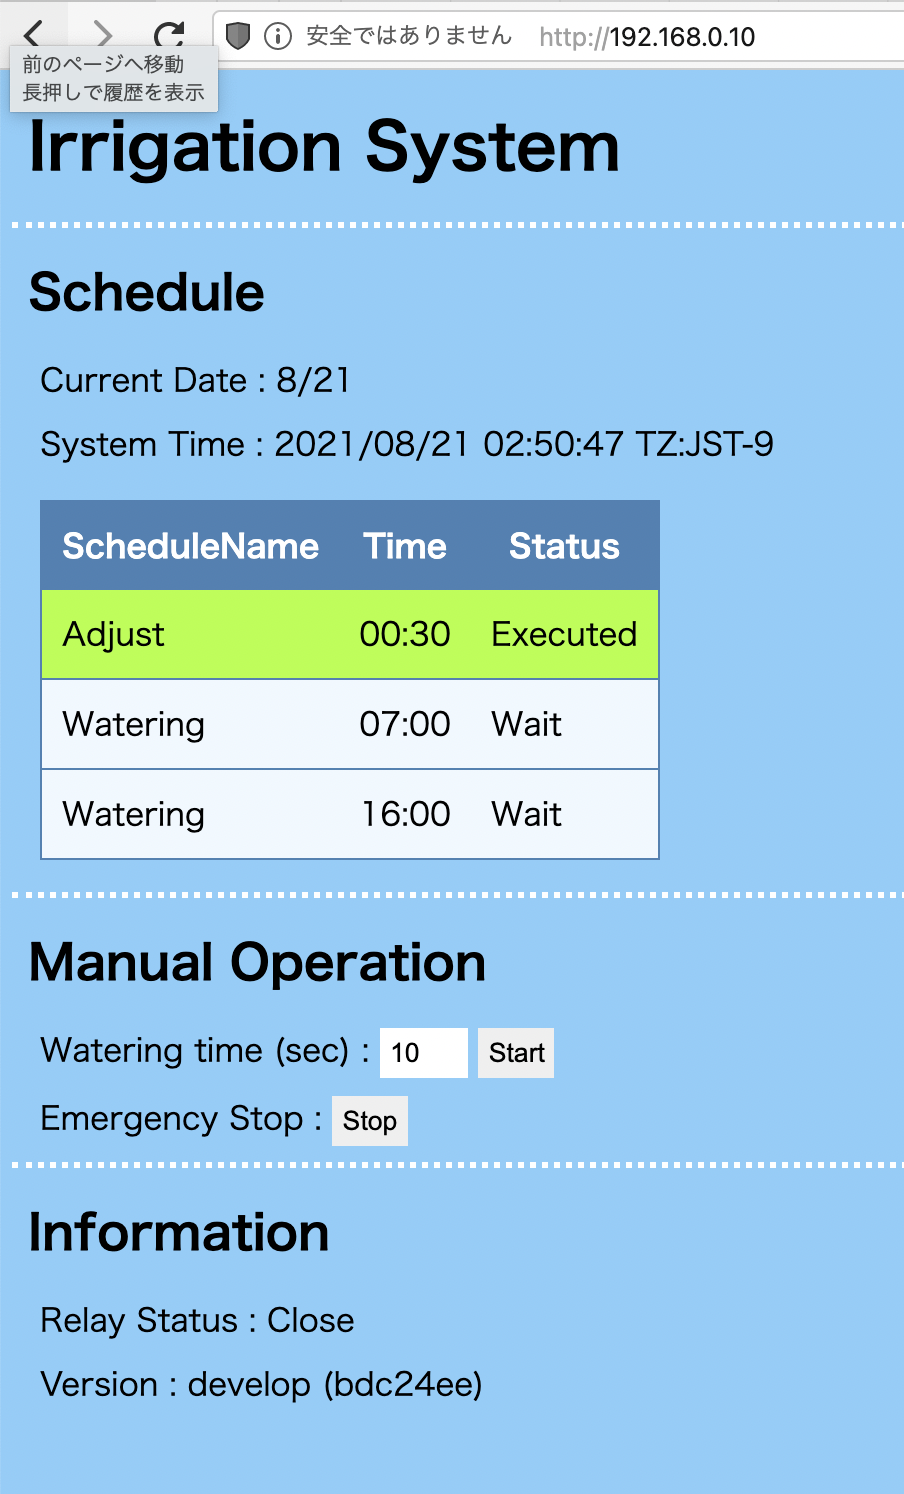 安全ではありません http://192.168.0.10
前のページへ移動
長押しで履歴を表示
Irrigation System
Schedule
Current Date : 8/21
System Time : 2021/08/21 02:50:47 TZ:JST-9
ScheduleName Time Status
Adjust 00:30 Executed
Watering 07:00 Wait
Watering 16:00 Wait
Manual Operation
Watering time (sec) : 10 Start
Emergency Stop : Stop
Information
Relay Status : Close
Version : develop (bdc24ee)